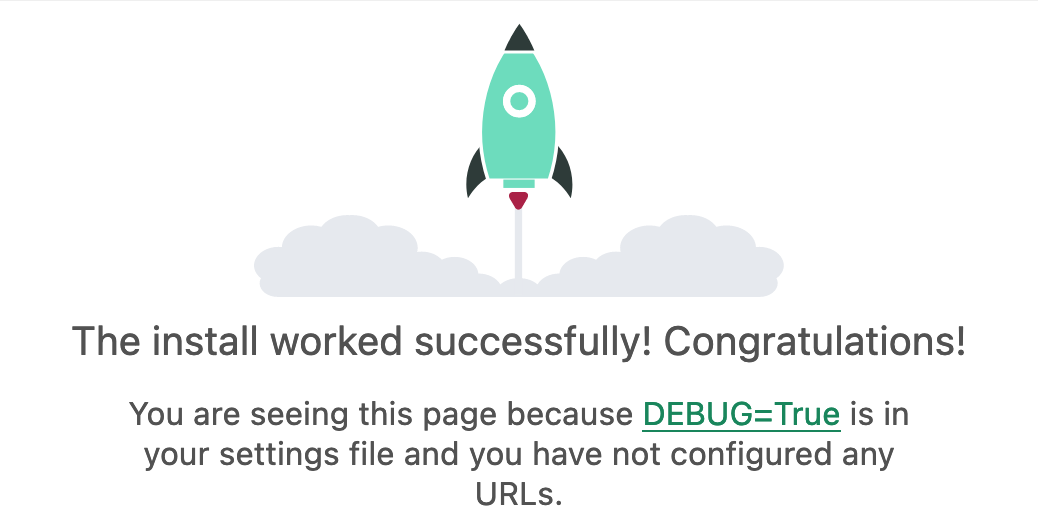 The install worked successfully! Congratulations!
You are seeing this page because DEBUG=True is in
your settings file and you have not configured any
URLs.